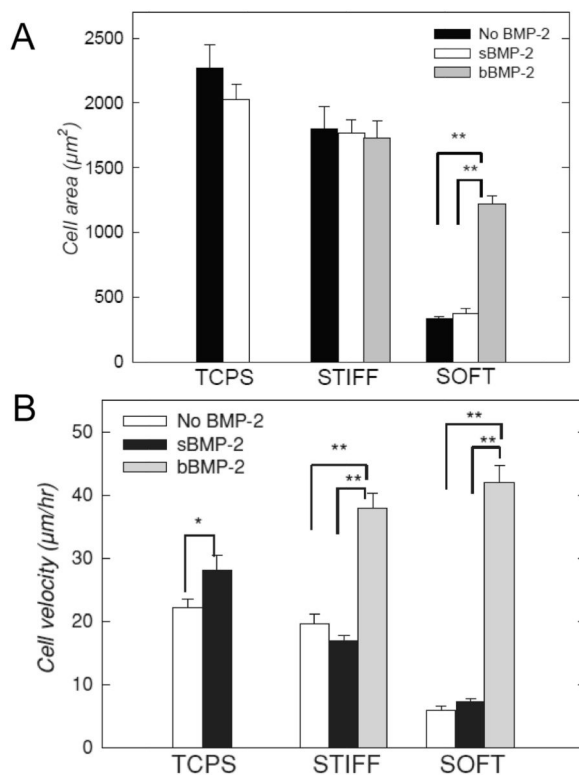 A
No BMP-2
sBMP-2
bBMP-2
2500
2000
1500
1000
500
0
Cell area (µm²)
**
**
TCPS STIFF SOFT
B
No BMP-2
sBMP-2
bBMP-2
50
40
30
20
10
0
Cell velocity (µm/hr)
*
**
**
**
**
TCPS STIFF SOFT